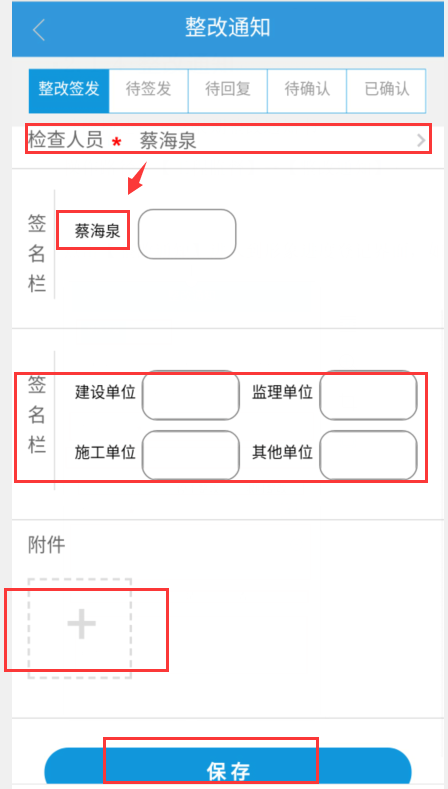 整改通知
整改签发 待签发 待回复 待确认 已确认
检查人员 * 蔡海泉
签名栏 蔡海泉
签名栏 建设单位 监理单位
施工单位 其他单位
附件
保存